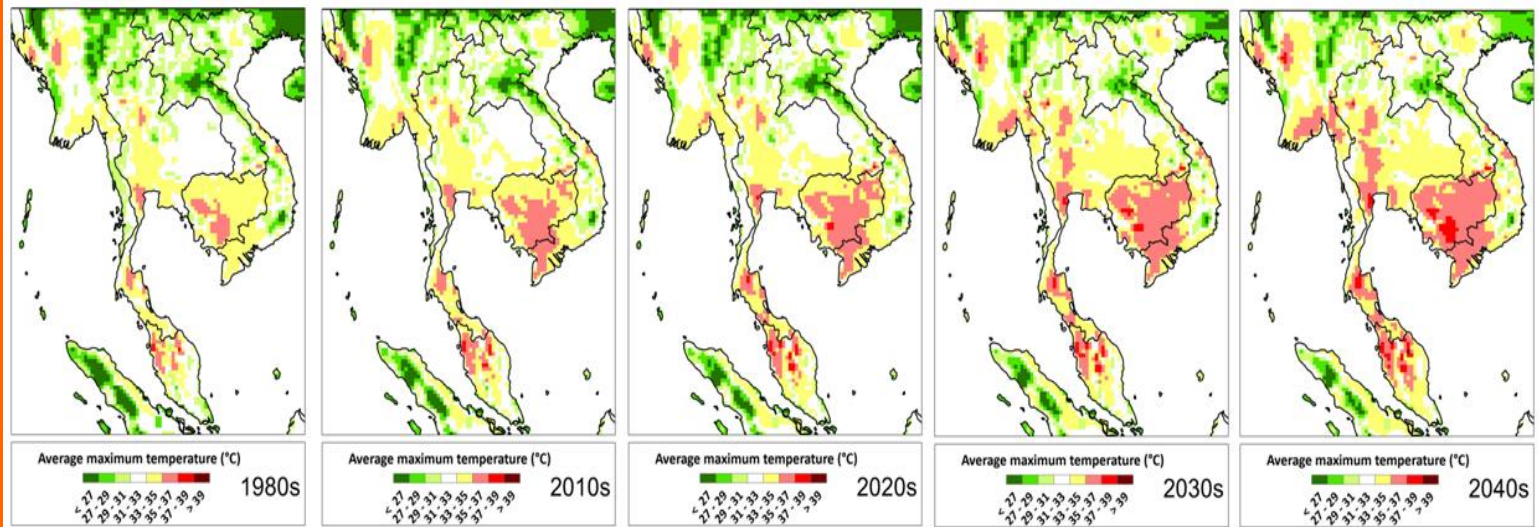 Average maximum temperature (°C)
< 27
27 - 29
29 - 31
31 - 33
33 - 35
35 - 37
37 - 39
> 39
1980s
Average maximum temperature (°C)
< 27
27 - 29
29 - 31
31 - 33
33 - 35
35 - 37
37 - 39
> 39
2010s
Average maximum temperature (°C)
< 27
27 - 29
29 - 31
31 - 33
33 - 35
35 - 37
37 - 39
> 39
2020s
Average maximum temperature (°C)
< 27
27 - 29
29 - 31
31 - 33
33 - 35
35 - 37
37 - 39
> 39
2030s
Average maximum temperature (°C)
< 27
27 - 29
29 - 31
31 - 33
33 - 35
35 - 37
37 - 39
> 39
2040s